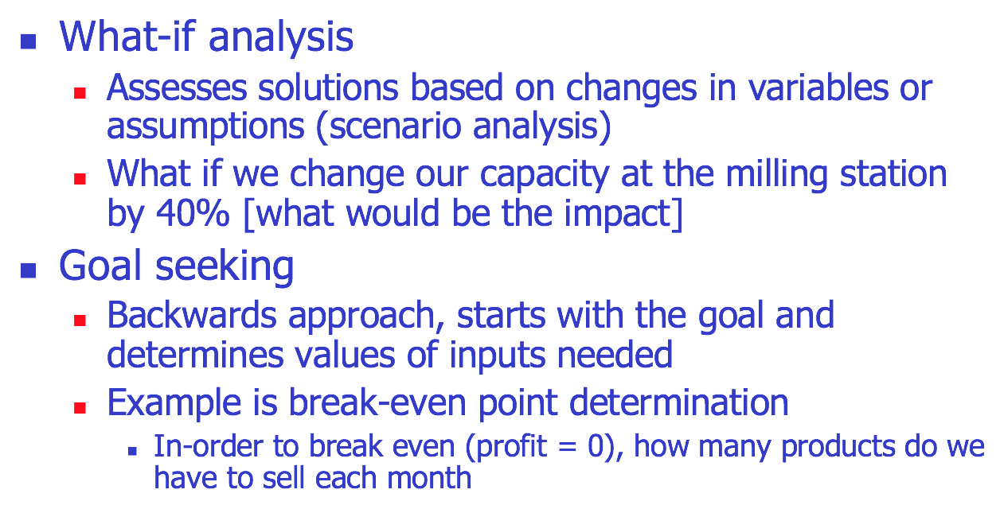 What-if analysis
Assesses solutions based on changes in variables or
assumptions (scenario analysis)
What if we change our capacity at the milling station
by 40% [what would be the impact]
Goal seeking
Backwards approach, starts with the goal and
determines values of inputs needed
Example is break-even point determination
In-order to break even (profit = 0), how many products do we
have to sell each month